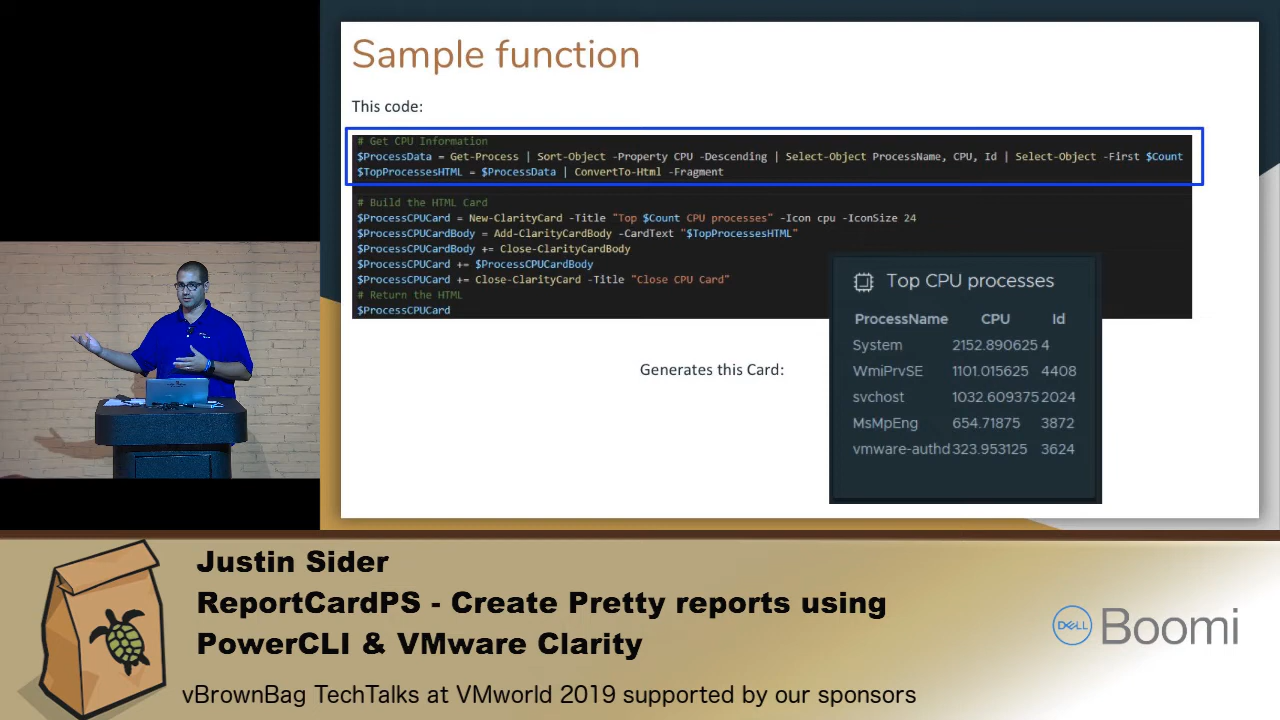 Sample function
This code:
# Get CPU Information
$ProcessData = Get-Process | Sort-Object -Property CPU -Descending | Select-Object ProcessName, CPU, Id | Select-Object -First $Count
$TopProcessesHTML = $ProcessData | ConvertTo-Html -Fragment
# Build the HTML Card
$ProcessCPUCard = New-ClarityCard -Title "Top $Count CPU processes" -Icon cpu -IconSize 24
$ProcessCPUCardBody = Add-ClarityCardBody -CardText "$TopProcessesHTML"
$ProcessCPUCardBody += Close-ClarityCardBody
$ProcessCPUCard += $ProcessCPUCardBody
$ProcessCPUCard += Close-ClarityCard -Title "Close CPU Card"
# Return the HTML
$ProcessCPUCard
Generates this Card:
Top CPU processes
ProcessName CPU Id
System 2152.890625 4
WmiPrvSE 1101.015625 4408
svchost 1032.609375 2024
MsMpEng 654.71875 3872
vmware-authd 323.953125 3624
Justin Sider
ReportCardPS - Create Pretty reports using
PowerCLI & VMware Clarity
DELL Boomi
vBrownBag TechTalks at VMworld 2019 supported by our sponsors